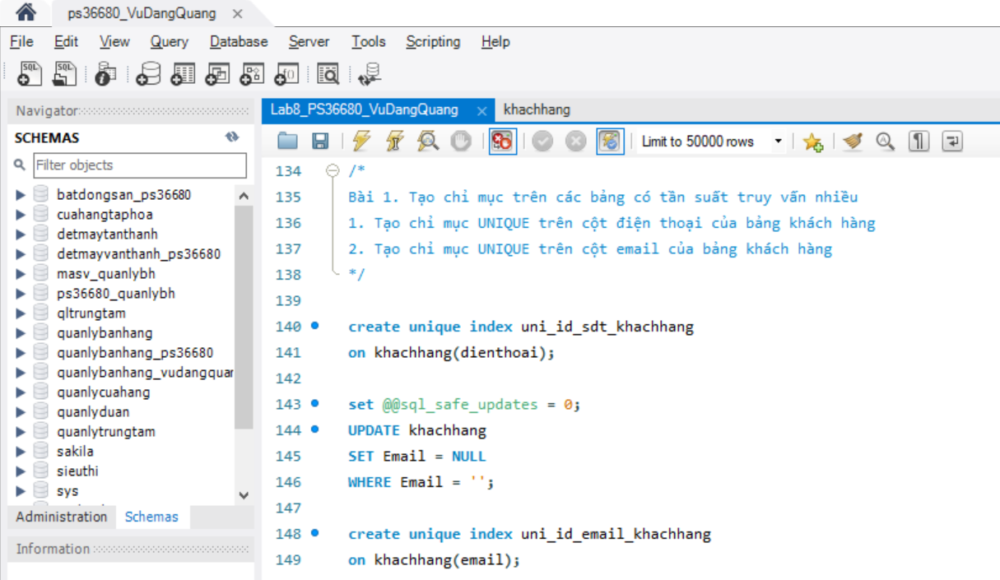 ps36680_VuDangQuang
File Edit View Query Database Server Tools Scripting Help
Navigator
SCHEMAS
Filter objects
batdongsan_ps36680
cuahangtaphoa
detmaytanthanh
detmayvanthanh_ps36680
masv_quanlybh
ps36680_quanlybh
qltrungtam
quanlybanhang
quanlybanhang_ps36680
quanlybanhang_vudangquar
quanlycuahang
quanlyduan
quanlytrungtam
sakila
sieuthi
sys
Administration Schemas
Information
Lab8_PS36680_VuDangQuang khachhang
Limit to 50000 rows
134 /*
135 Bài 1. Tạo chỉ mục trên các bảng có tần suất truy vấn nhiều
136 1. Tạo chỉ mục UNIQUE trên cột điện thoại của bảng khách hàng
137 2. Tạo chỉ mục UNIQUE trên cột email của bảng khách hàng
138 */
139
140 create unique index uni_id_sdt_khachhang
141 on khachhang(dienthoai);
142
143 set @@sql_safe_updates = 0;
144 UPDATE khachhang
145 SET Email = NULL
146 WHERE Email = '';
147
148 create unique index uni_id_email_khachhang
149 on khachhang(email);